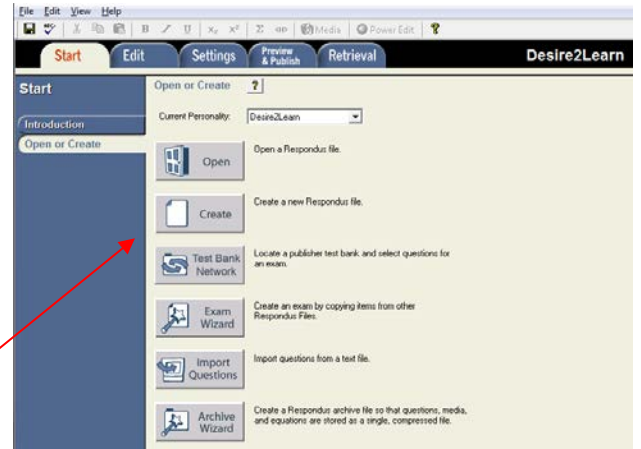 File Edit View Help
B I U x₂ x² Σ Media Power Edit ?
Start Edit Settings Preview & Publish Retrieval Desire2Learn
Start
Introduction
Open or Create
Open or Create ?
Current Personality: Desire2Learn
Open
Open a Respondus file.
Create
Create a new Respondus file.
Test Bank
Network
Locate a publisher test bank and select questions for
an exam.
Exam
Wizard
Create an exam by copying items from other
Respondus Files.
Import
Questions
Import questions from a text file.
Archive
Wizard
Create a Respondus archive file so that questions, media,
and equations are stored as a single, compressed file.